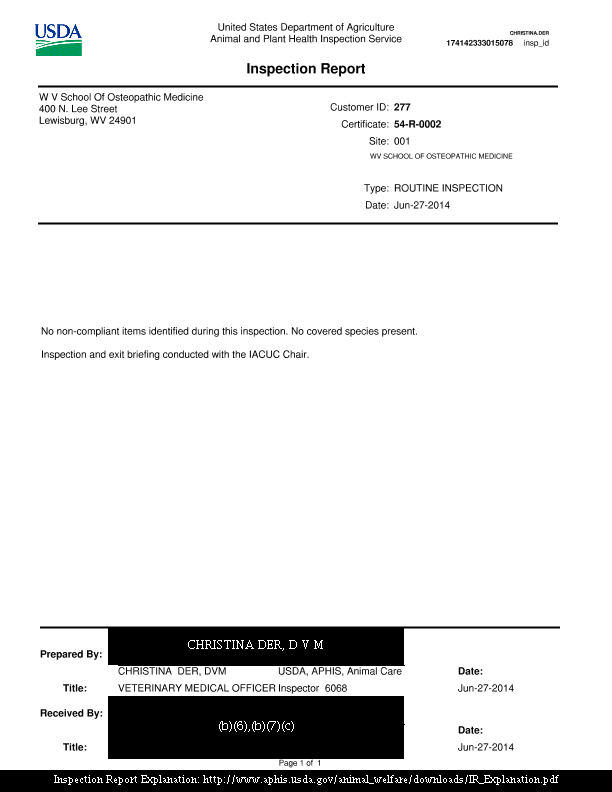 USDA
United States Department of Agriculture
Animal and Plant Health Inspection Service
CHRISTINA.DER
174142333015078 insp_id
Inspection Report
W V School Of Osteopathic Medicine
400 N. Lee Street
Lewisburg, WV 24901
Customer ID: 277
Certificate: 54-R-0002
Site: 001
WV SCHOOL OF OSTEOPATHIC MEDICINE
Type: ROUTINE INSPECTION
Date: Jun-27-2014
No non-compliant items identified during this inspection. No covered species present.
Inspection and exit briefing conducted with the IACUC Chair.
CHRISTINA DER, D V M
Prepared By:
CHRISTINA DER, DVM USDA, APHIS, Animal Care Date:
Title: VETERINARY MEDICAL OFFICER Inspector 6068 Jun-27-2014
Received By:
(b)(6),(b)(7)(c)
Date:
Title: Jun-27-2014
Page 1 of 1
Inspection Report Explanation: http://www.aphis.usda.gov/animal_welfare/downloads/IR_Explanation.pdf